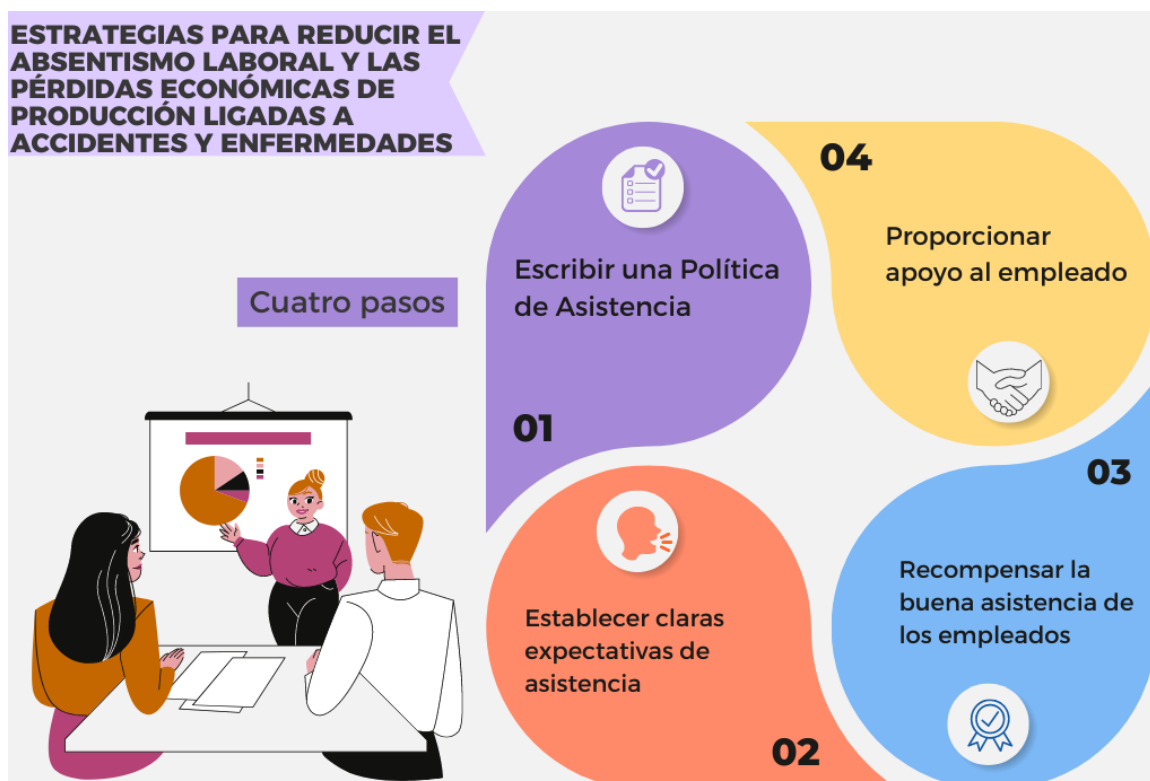 ESTRATEGIAS PARA REDUCIR EL
ABSENTISMO LABORAL Y LAS
PÉRDIDAS ECONÓMICAS DE
PRODUCCIÓN LIGADAS A
ACCIDENTES Y ENFERMEDADES
Cuatro pasos
Escribir una Política
de Asistencia
01
Establecer claras
expectativas de
asistencia
02
03
Recompensar la
buena asistencia de
los empleados
04
Proporcionar
apoyo al empleado